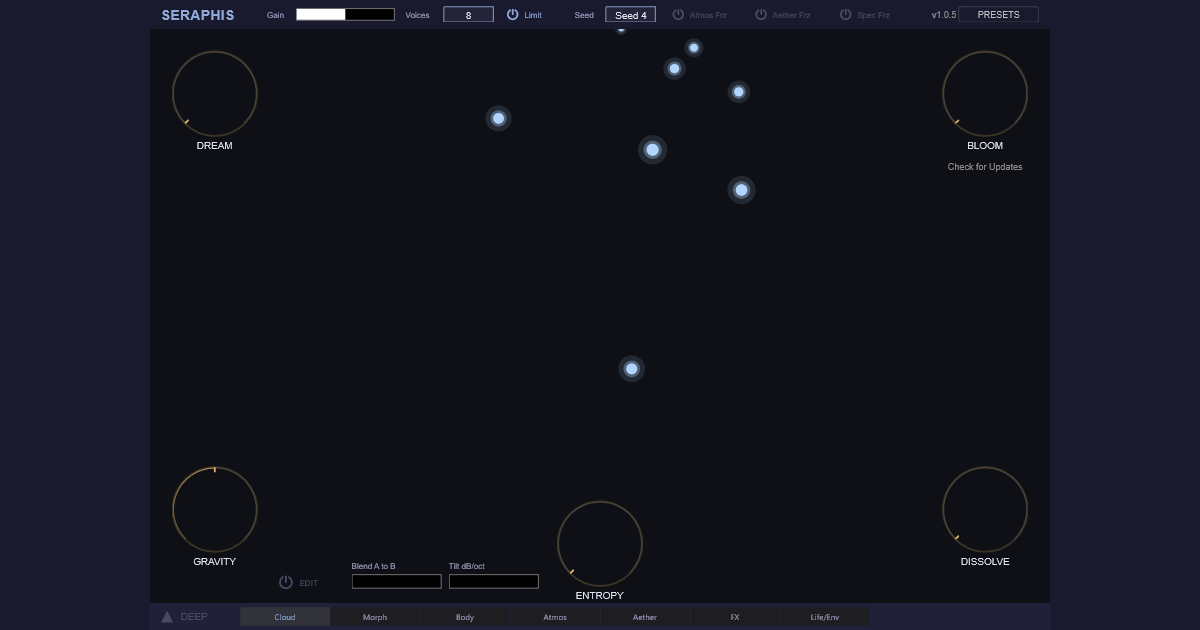 SERAPHIS Gain Voices 8 Limit Seed Seed 4 Atmos Frz Aether Frz Spec Frz v1.0.5 PRESETS
DREAM BLOOM
Check for Updates
GRAVITY DISSOLVE
Blend A to B Tilt dB/oct
EDIT
ENTROPY
DEEP Cloud Morph Body Atmos Aether FX Life/Env